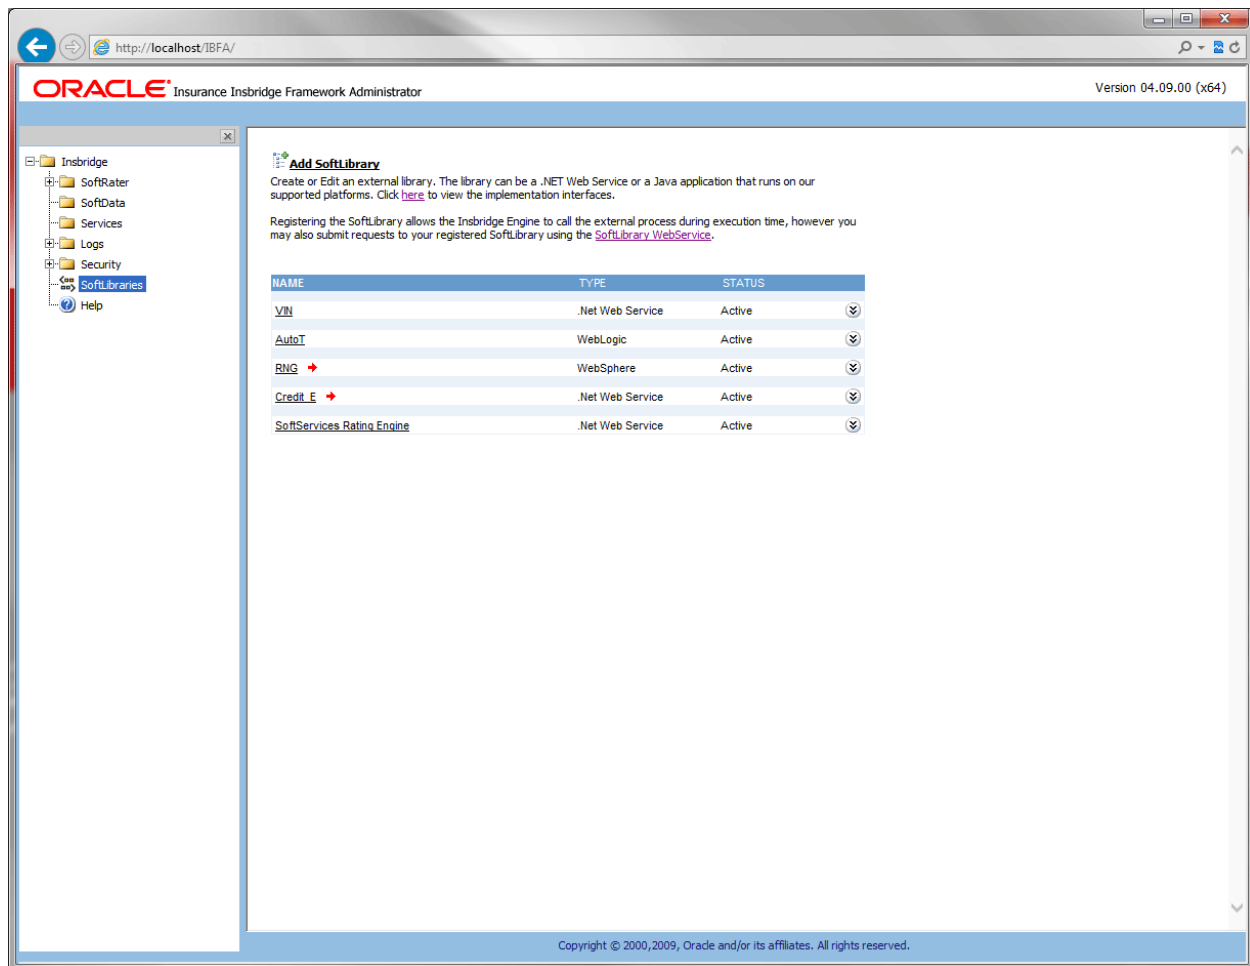 http://localhost/IBFA/
ORACLE Insurance Insbridge Framework Administrator
Version 04.09.00 (x64)
Insbridge
SoftRater
SoftData
Services
Logs
Security
SoftLibraries
Help
Add SoftLibrary
Create or Edit an external library. The library can be a .NET Web Service or a Java application that runs on our
supported platforms. Click here to view the implementation interfaces.
Registering the SoftLibrary allows the Insbridge Engine to call the external process during execution time, however you
may also submit requests to your registered SoftLibrary using the SoftLibrary WebService.
NAME TYPE STATUS
VIN .Net Web Service Active
AutoT WebLogic Active
RNG WebSphere Active
Credit_E .Net Web Service Active
SoftServices Rating Engine .Net Web Service Active
Copyright © 2000,2009, Oracle and/or its affiliates. All rights reserved.